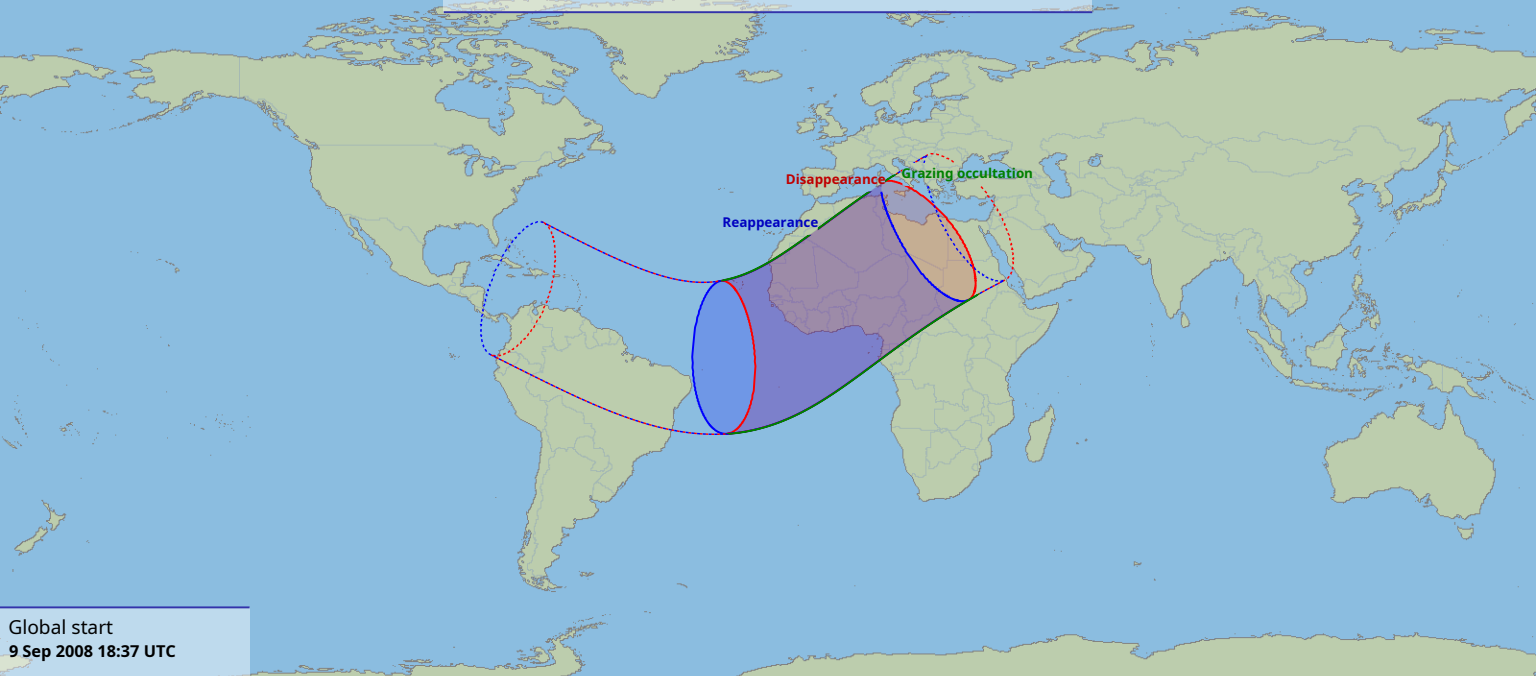 Grazing occultation
Disappearance
Reappearance
Global start
9 Sep 2008 18:37 UTC